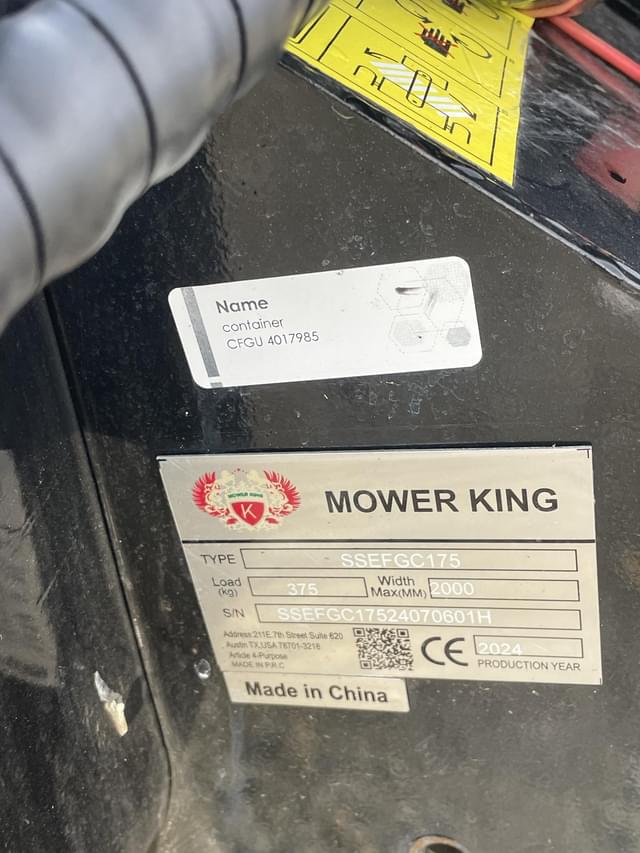 Name
container
CFGU 4017985
MOWER KING
K
MOWER KING
TYPE SSEFGC175
Load (kg) 375 Width Max(MM) 2000
S/N SSEFGC17524070601H
Address:211E.7th Street Suite 620
Austin TX,USA 78701-3218
Article 4-Purpose
MADE IN P.R.C
CE
2024
PRODUCTION YEAR
Made in China